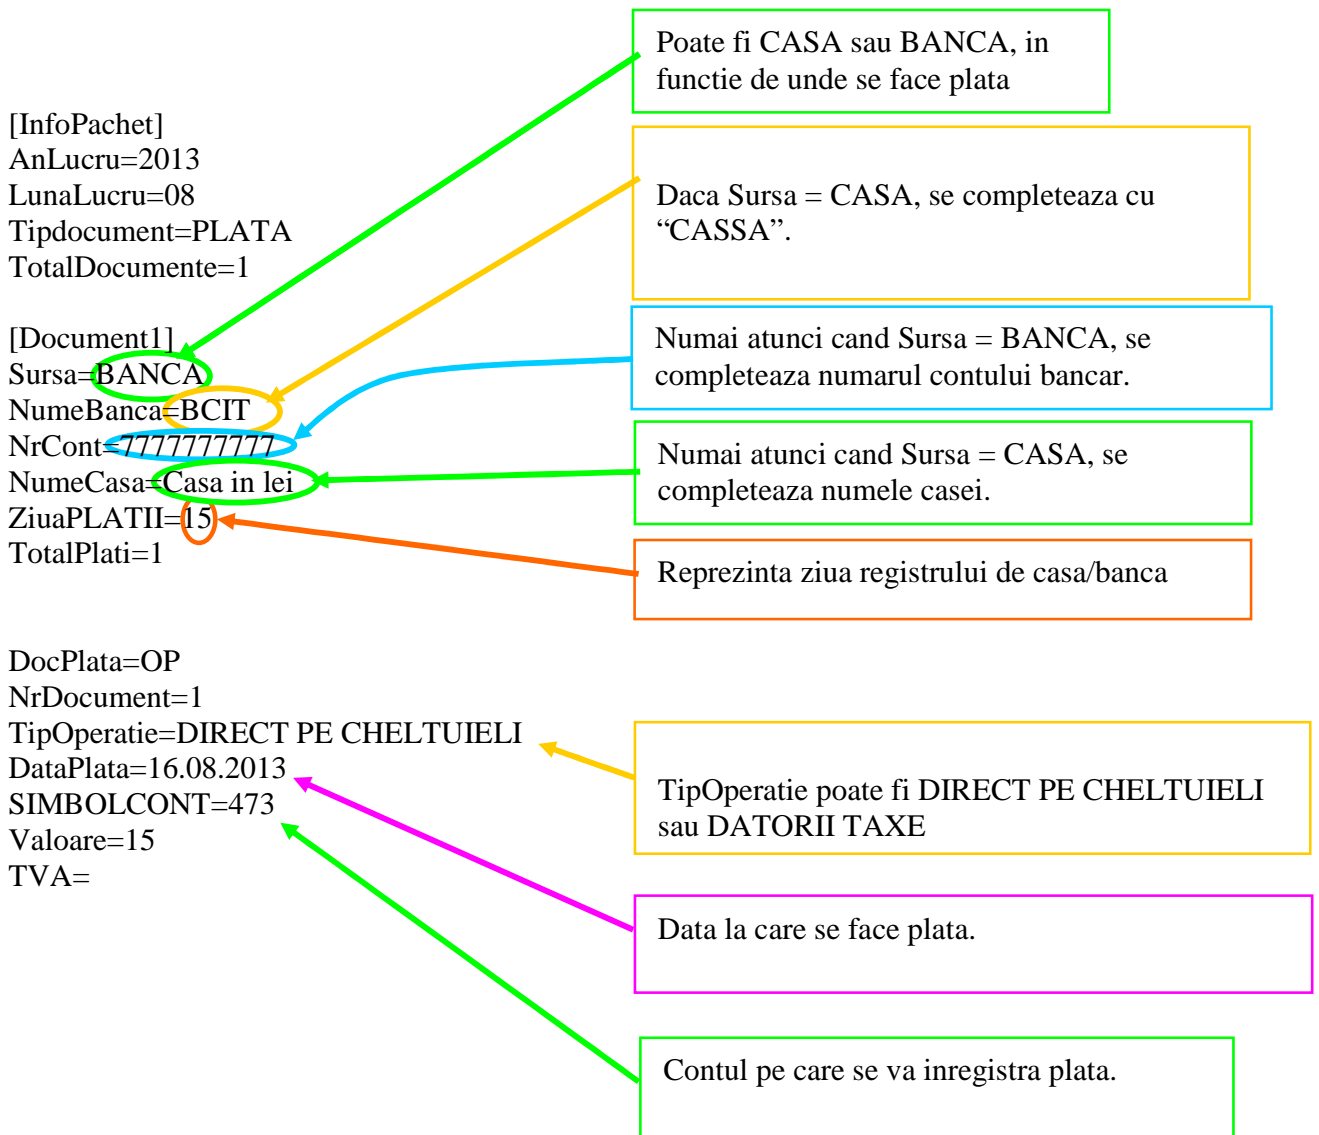 Poate fi CASA sau BANCA, in
functie de unde se face plata
[InfoPachet]
AnLucru=2013
LunaLucru=08
Tipdocument=PLATA
TotalDocumente=1
Daca Sursa = CASA, se completeaza cu
“CASSA”.
[Document1]
Sursa=BANCA
NumeBanca=BCIT
NrCont=7777777777
NumeCasa=Casa in lei
ZiuaPLATII=15
TotalPlati=1
Numai atunci cand Sursa = BANCA, se
completeaza numarul contului bancar.
Numai atunci cand Sursa = CASA, se
completeaza numele casei.
Reprezinta ziua registrului de casa/banca
DocPlata=OP
NrDocument=1
TipOperatie=DIRECT PE CHELTUIELI
DataPlata=16.08.2013
SIMBOLCONT=473
Valoare=15
TVA=
TipOperatie poate fi DIRECT PE CHELTUIELI
sau DATORII TAXE
Data la care se face plata.
Contul pe care se va inregistra plata.